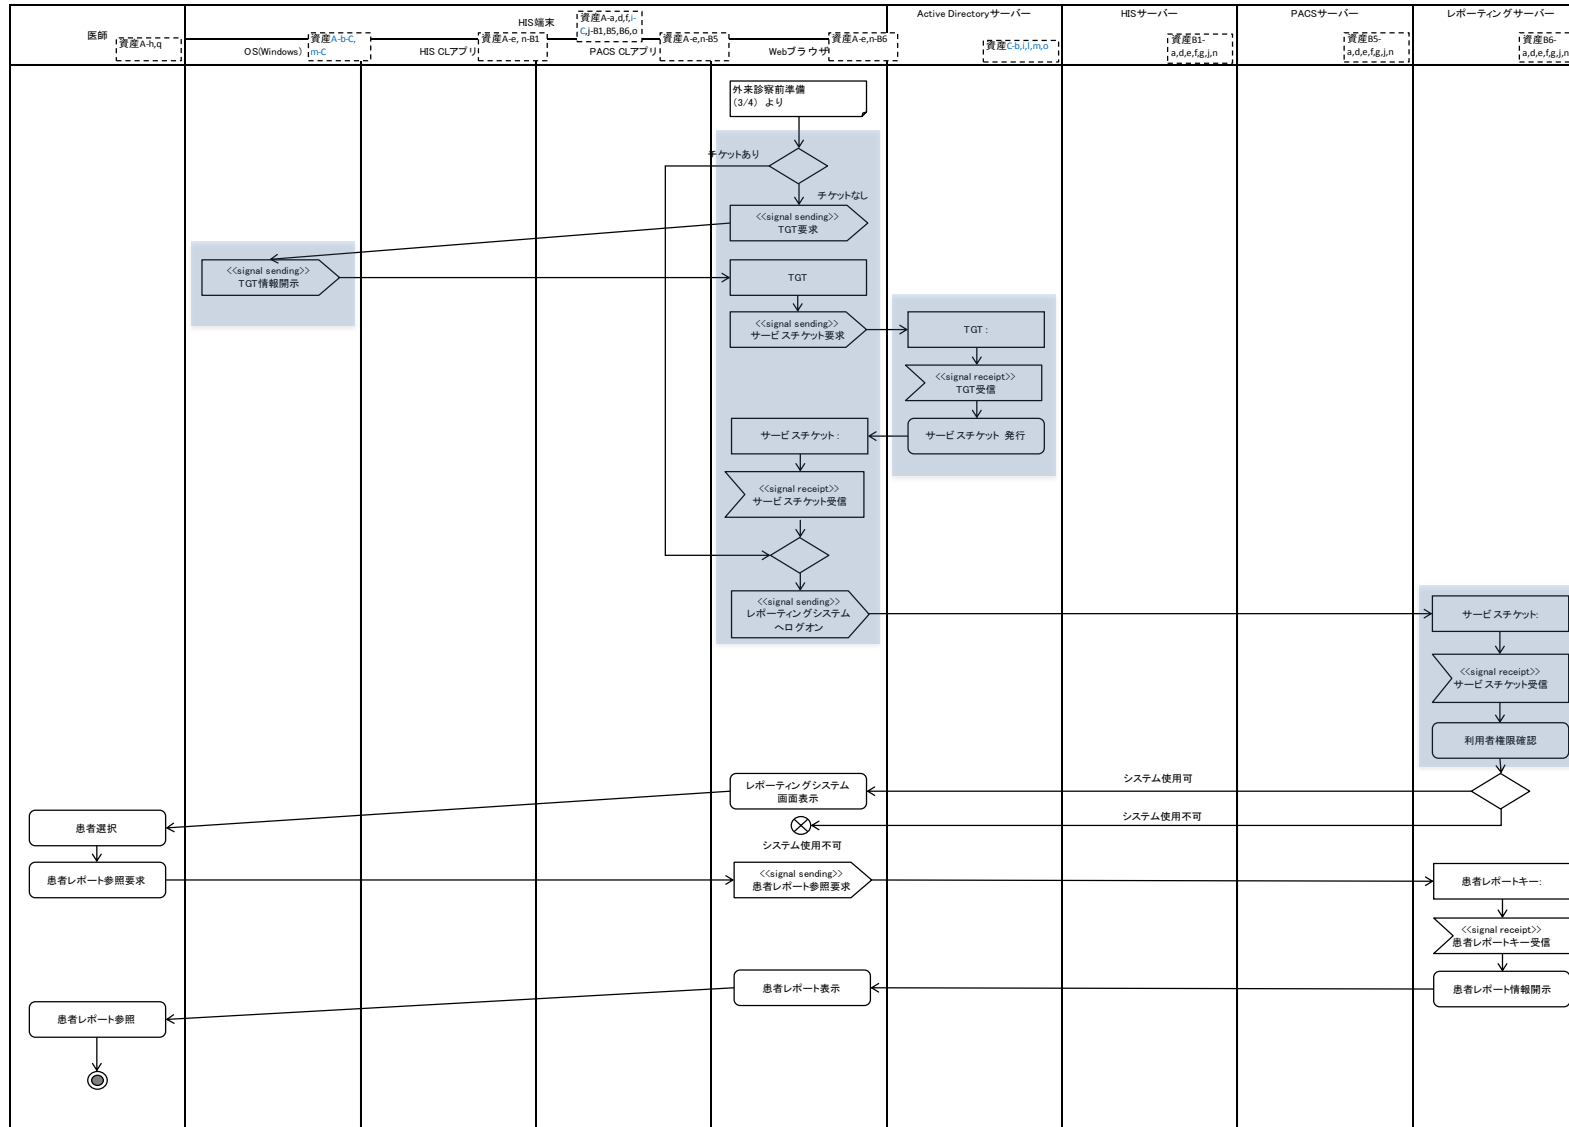 医師
資産A-h,q
HIS端末
資産A-a,d,f,i-
C,j-B1,B5,B6,o
OS(Windows)
資産A-b-C,
m-C
HIS CLアプリ
資産A-e, n-B1
PACS CLアプリ
資産A-e,n-B5
Webブラウザ
資産A-e,n-B6
Active Directoryサーバー
資産C-b,i,l,m,o
HISサーバー
資産B1-
a,d,e,f,g,j,n
PACSサーバー
資産B5-
a,d,e,f,g,j,n
レポーティングサーバー
資産B6-
a,d,e,f,g,j,n
外来診察前準備
(3/4) より
チケットあり
チケットなし
<<signal sending>>
TGT要求
<<signal sending>>
TGT情報開示
TGT
<<signal sending>>
サービスチケット要求
TGT :
<<signal receipt>>
TGT受信
サービスチケット 発行
サービスチケット :
<<signal receipt>>
サービスチケット受信
<<signal sending>>
レポーティングシステム
へログオン
サービスチケット:
<<signal receipt>>
サービスチケット受信
利用者権限確認
システム使用可
レポーティングシステム
画面表示
システム使用不可
システム使用不可
患者選択
患者レポート参照要求
<<signal sending>>
患者レポート参照要求
患者レポートキー:
<<signal receipt>>
患者レポートキー受信
患者レポート情報開示
患者レポート表示
患者レポート参照